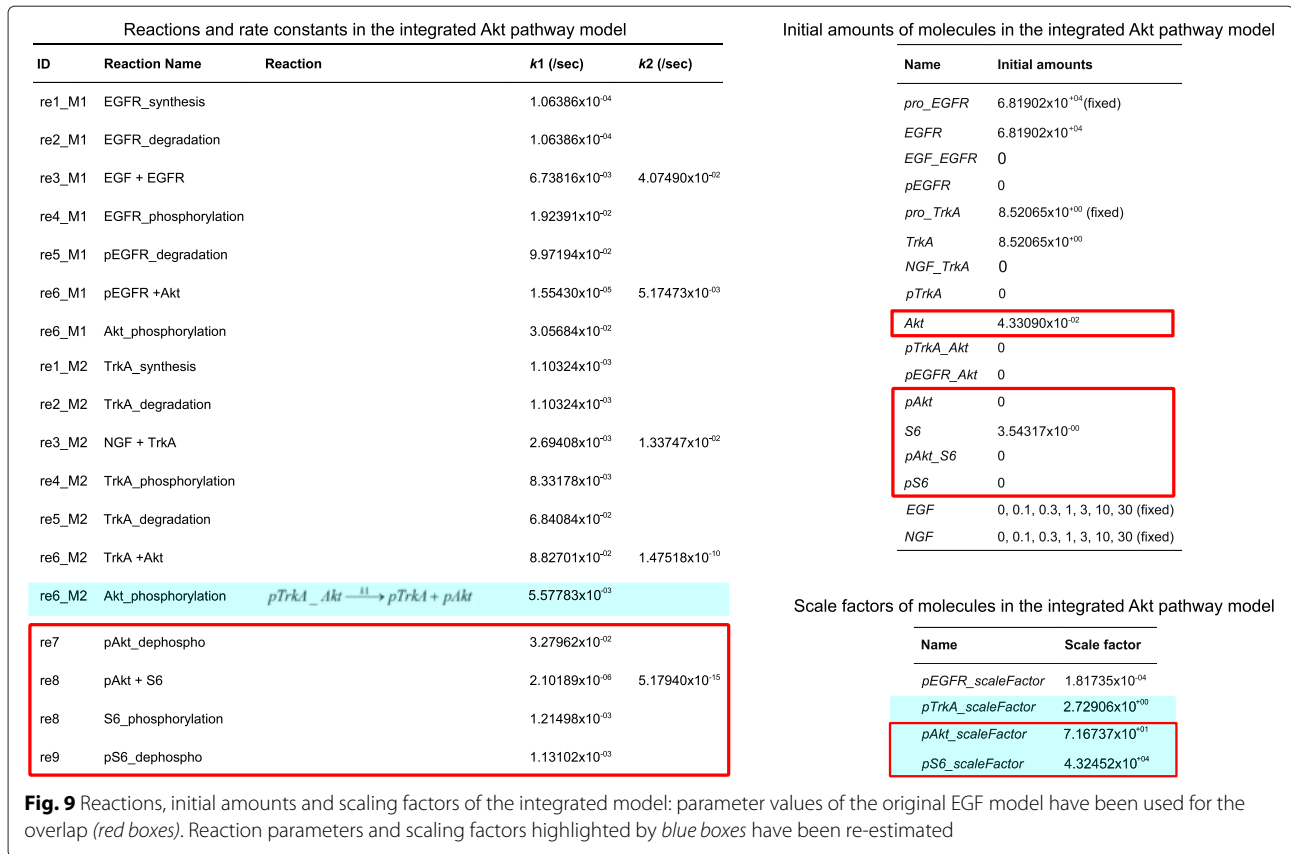 Reactions and rate constants in the integrated Akt pathway model
ID Reaction Name Reaction k1 (/sec) k2 (/sec)
re1_M1 EGFR_synthesis 1.06386x10-04
re2_M1 EGFR_degradation 1.06386x10-04
re3_M1 EGF + EGFR 6.73816x10-03 4.07490x10-02
re4_M1 EGFR_phosphorylation 1.92391x10-02
re5_M1 pEGFR_degradation 9.97194x10-02
re6_M1 pEGFR +Akt 1.55430x10-05 5.17473x10-03
re6_M1 Akt_phosphorylation 3.05684x10-02
re1_M2 TrkA_synthesis 1.10324x10-03
re2_M2 TrkA_degradation 1.10324x10-03
re3_M2 NGF + TrkA 2.69408x10-03 1.33747x10-02
re4_M2 TrkA_phosphorylation 8.33178x10-03
re5_M2 TrkA_degradation 6.84084x10-02
re6_M2 TrkA +Akt 8.82701x10-02 1.47518x10-10
re6_M2 Akt_phosphorylation pTrkA_Akt k1→ pTrkA + pAkt 5.57783x10-03
re7 pAkt_dephospho 3.27962x10-02
re8 pAkt + S6 2.10189x10-06 5.17940x10-15
re8 S6_phosphorylation 1.21498x10-03
re9 pS6_dephospho 1.13102x10-03
Initial amounts of molecules in the integrated Akt pathway model
Name Initial amounts
pro_EGFR 6.81902x10+04(fixed)
EGFR 6.81902x10+04
EGF_EGFR 0
pEGFR 0
pro_TrkA 8.52065x10+00 (fixed)
TrkA 8.52065x10+00
NGF_TrkA 0
pTrkA 0
Akt 4.33090x10-02
pTrkA_Akt 0
pEGFR_Akt 0
pAkt 0
S6 3.54317x10-00
pAkt_S6 0
pS6 0
EGF 0, 0.1, 0.3, 1, 3, 10, 30 (fixed)
NGF 0, 0.1, 0.3, 1, 3, 10, 30 (fixed)
Scale factors of molecules in the integrated Akt pathway model
Name Scale factor
pEGFR_scaleFactor 1.81735x10-04
pTrkA_scaleFactor 2.72906x10+00
pAkt_scaleFactor 7.16737x10+01
pS6_scaleFactor 4.32452x10+04
Fig. 9 Reactions, initial amounts and scaling factors of the integrated model: parameter values of the original EGF model have been used for the
overlap (red boxes). Reaction parameters and scaling factors highlighted by blue boxes have been re-estimated